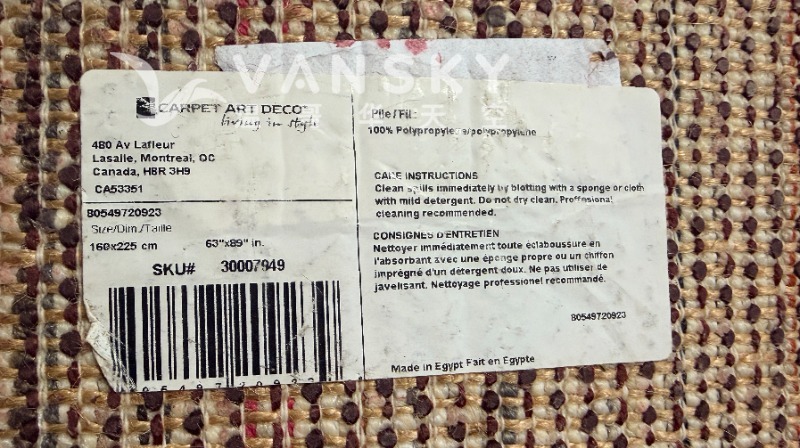 VANSKY
CARPET ART DECO
living in style
480 Av Lafleur
Lasalle, Montreal, QC
Canada, H8R 3H9
CA53351
80549720923
Size/Dim./Taille
160x225 cm 63"x89" in.
SKU# 30007949
Pile/Fil:
100% Polypropylene/polypropylene
CARE INSTRUCTIONS
Clean spills immediately by blotting with a sponge or cloth
with mild detergent. Do not dry clean. Proffesional
cleaning recommended.
CONSIGNES D'ENTRETIEN
Nettoyer immédiatement toute éclaboussure en
l'absorbant avec une éponge propre ou un chiffon
imprégné d'un détergent doux. Ne pas utiliser de
javelisant. Nettoyage professionel recommandé.
80549720923
Made in Egypt Fait en Egypte